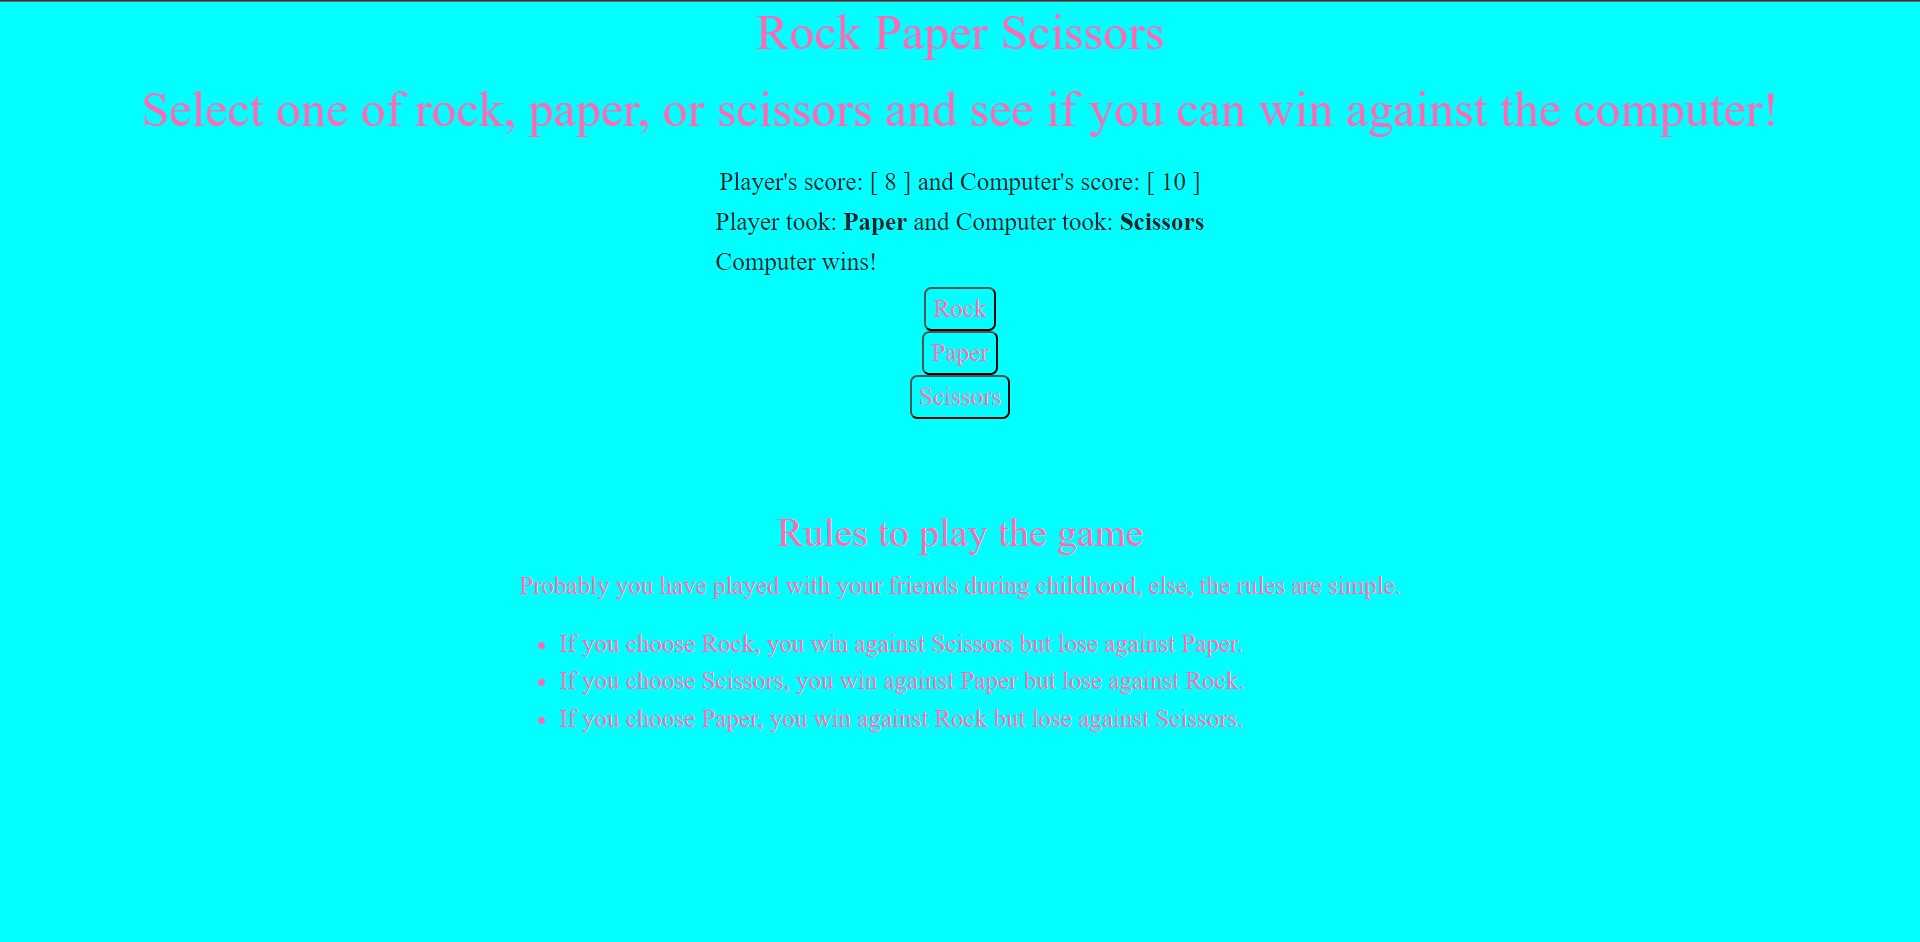 Rock Paper Scissors
Select one of rock, paper, or scissors and see if you can win against the computer!
Player's score: [ 8 ] and Computer's score: [ 10 ]
Player took: Paper and Computer took: Scissors
Computer wins!
Rock
Paper
Scissors
Rules to play the game
Probably you have played with your friends during childhood, else, the rules are simple.
• If you choose Rock, you win against Scissors but lose against Paper.
• If you choose Scissors, you win against Paper but lose against Rock.
• If you choose Paper, you win against Rock but lose against Scissors.